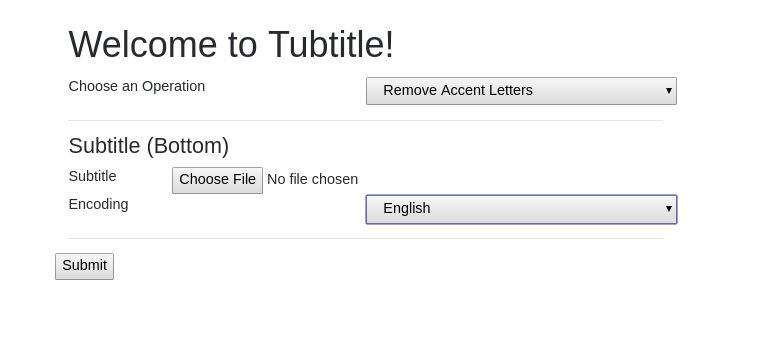 Welcome to Tubtitle!
Choose an Operation Remove Accent Letters
Subtitle (Bottom)
Subtitle Choose File No file chosen
Encoding English
Submit